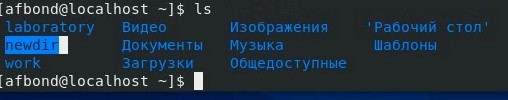 [afbond@localhost ~]$ ls
laboratory Видео Изображения 'Рабочий стол'
newdir Документы Музыка Шаблоны
work Загрузки Общедоступные
[afbond@localhost ~]$